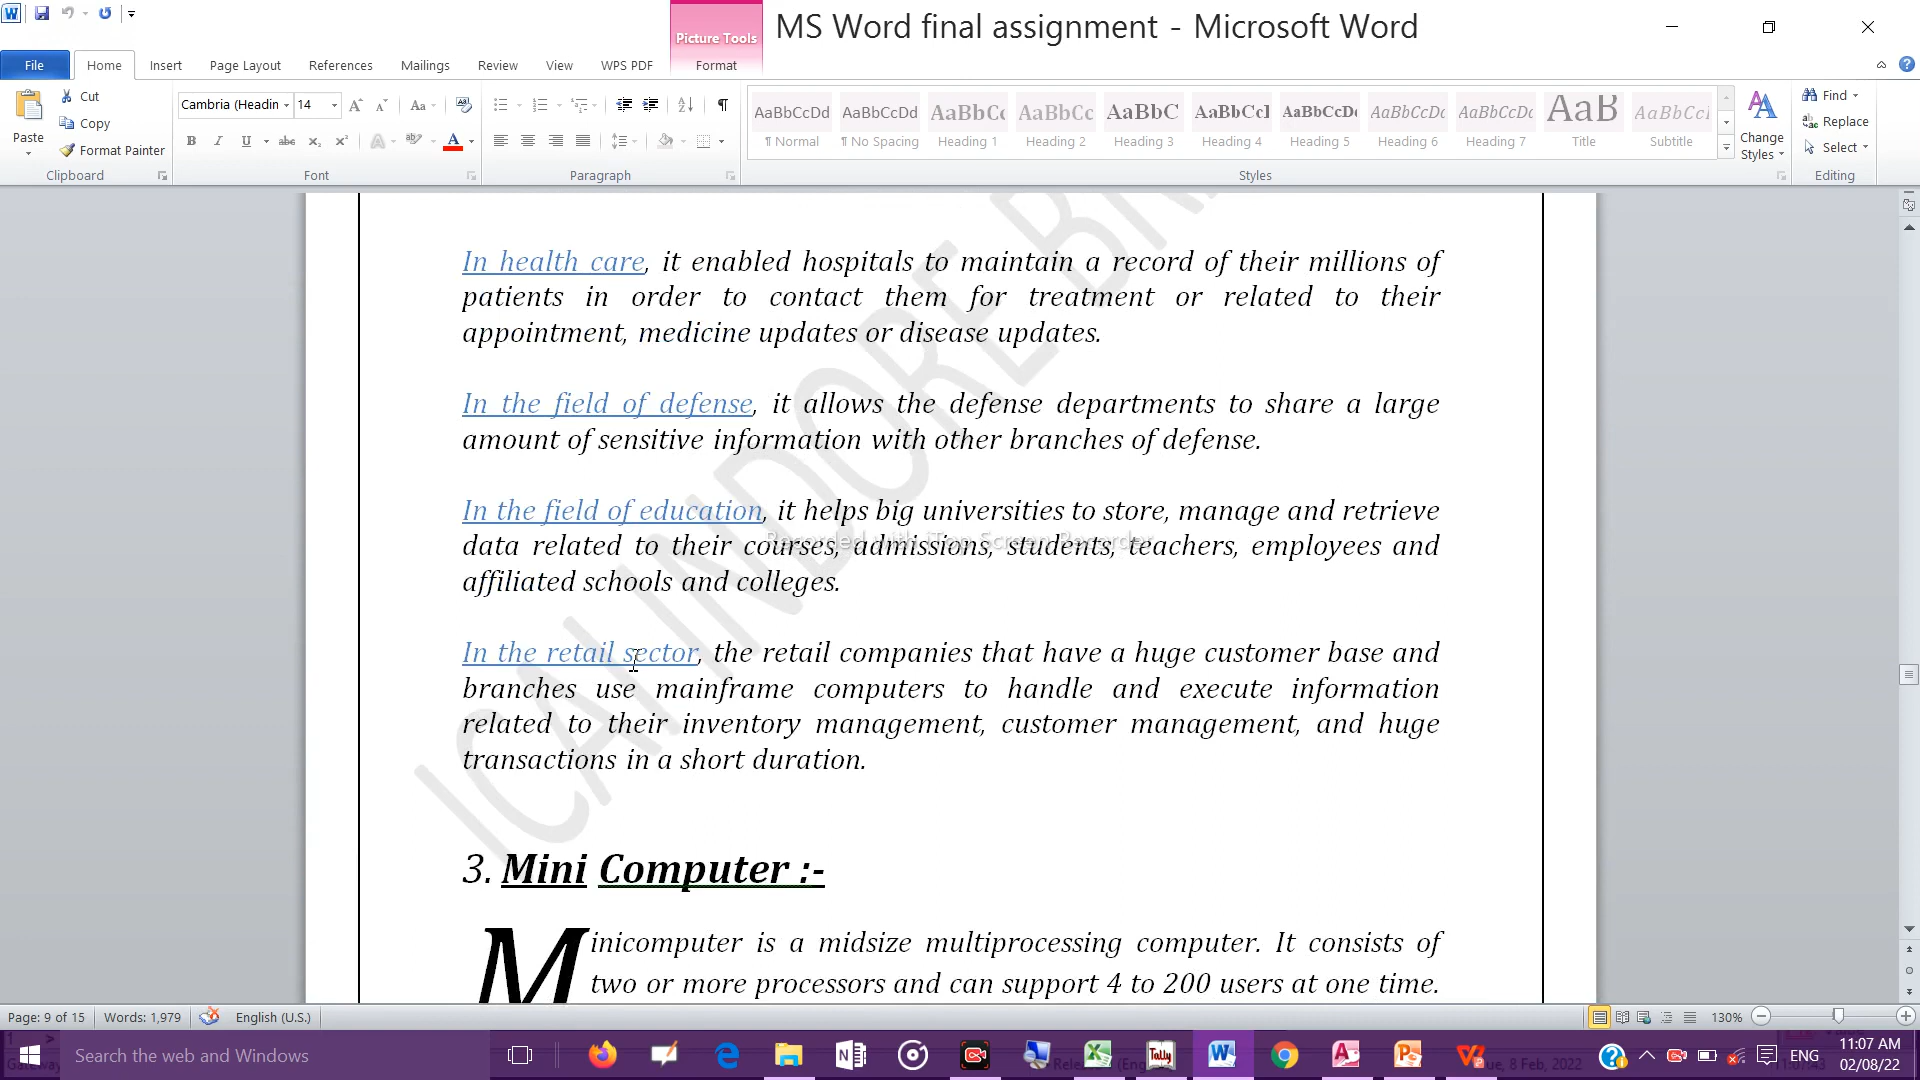 MS Word final assignment - Microsoft Word
Picture Tools
File Home Insert Page Layout References Mailings Review View WPS PDF Format
Paste
Cut
Copy
Format Painter
Clipboard
Cambria (Headin 14
Font
Paragraph
AaBbCcDd AaBbCcDd AaBbCc AaBbCc AaBbC AaBbCcI AaBbCcDc AaBbCcDc AaBbCcDc AaB AaBbCcI
¶ Normal ¶ No Spacing Heading 1 Heading 2 Heading 3 Heading 4 Heading 5 Heading 6 Heading 7 Title Subtitle
Styles
Change
Styles
Find
Replace
Select
Editing
In health care, it enabled hospitals to maintain a record of their millions of
patients in order to contact them for treatment or related to their
appointment, medicine updates or disease updates.
In the field of defense, it allows the defense departments to share a large
amount of sensitive information with other branches of defense.
In the field of education, it helps big universities to store, manage and retrieve
data related to their courses, admissions, students, teachers, employees and
affiliated schools and colleges.
Recorded with iTop Screen Recorder
In the retail sector, the retail companies that have a huge customer base and
branches use mainframe computers to handle and execute information
related to their inventory management, customer management, and huge
transactions in a short duration.
ICAI INDORE
3. Mini Computer :-
Minicomputer is a midsize multiprocessing computer. It consists of
two or more processors and can support 4 to 200 users at one time.
Page: 9 of 15 Words: 1,979 English (U.S.) 130%
Search the web and Windows
Tally
ENG
11:07 AM
02/08/22